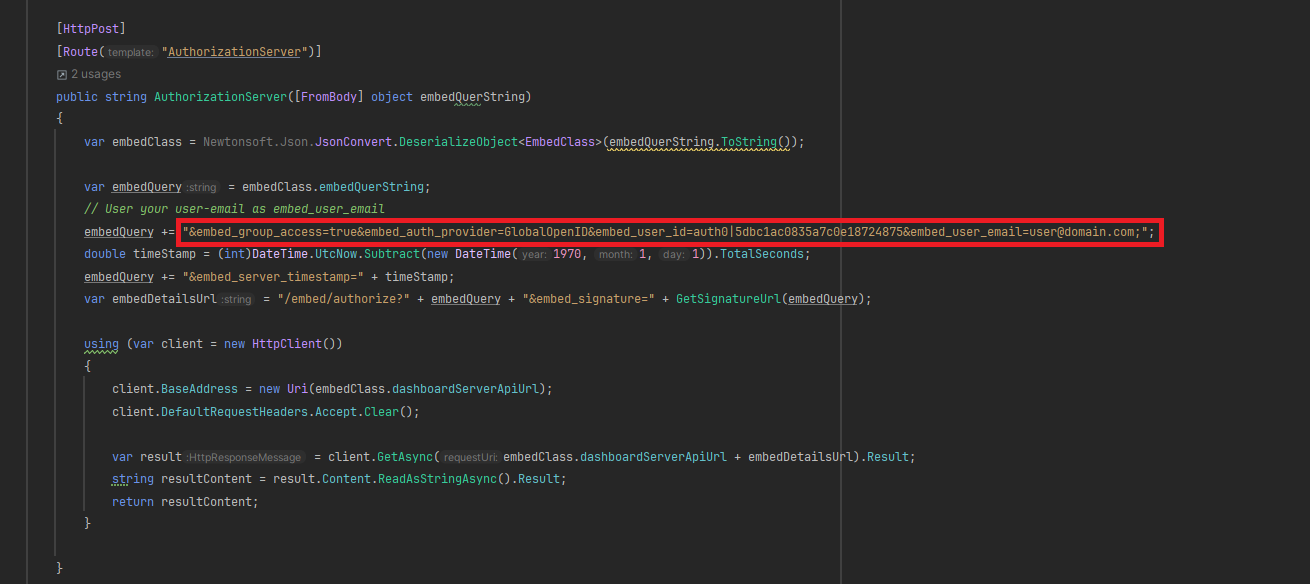 [HttpPost]
[Route( template: "AuthorizationServer")]
2 usages
public string AuthorizationServer([FromBody] object embedQuerString)
{
var embedClass = Newtonsoft.Json.JsonConvert.DeserializeObject<EmbedClass>(embedQuerString.ToString());
var embedQuery :string = embedClass.embedQuerString;
// User your user-email as embed_user_email
embedQuery += "&embed_group_access=true&embed_auth_provider=GlobalOpenID&embed_user_id=auth0|5dbc1ac0835a7c0e18724875&embed_user_email=user@domain.com;";
double timeStamp = (int)DateTime.UtcNow.Subtract(new DateTime( year: 1970, month: 1, day: 1)).TotalSeconds;
embedQuery += "&embed_server_timestamp=" + timeStamp;
var embedDetailsUrl :string = "/embed/authorize?" + embedQuery + "&embed_signature=" + GetSignatureUrl(embedQuery);
using (var client = new HttpClient())
{
client.BaseAddress = new Uri(embedClass.dashboardServerApiUrl);
client.DefaultRequestHeaders.Accept.Clear();
var result :HttpResponseMessage = client.GetAsync( requestUri: embedClass.dashboardServerApiUrl + embedDetailsUrl).Result;
string resultContent = result.Content.ReadAsStringAsync().Result;
return resultContent;
}
}